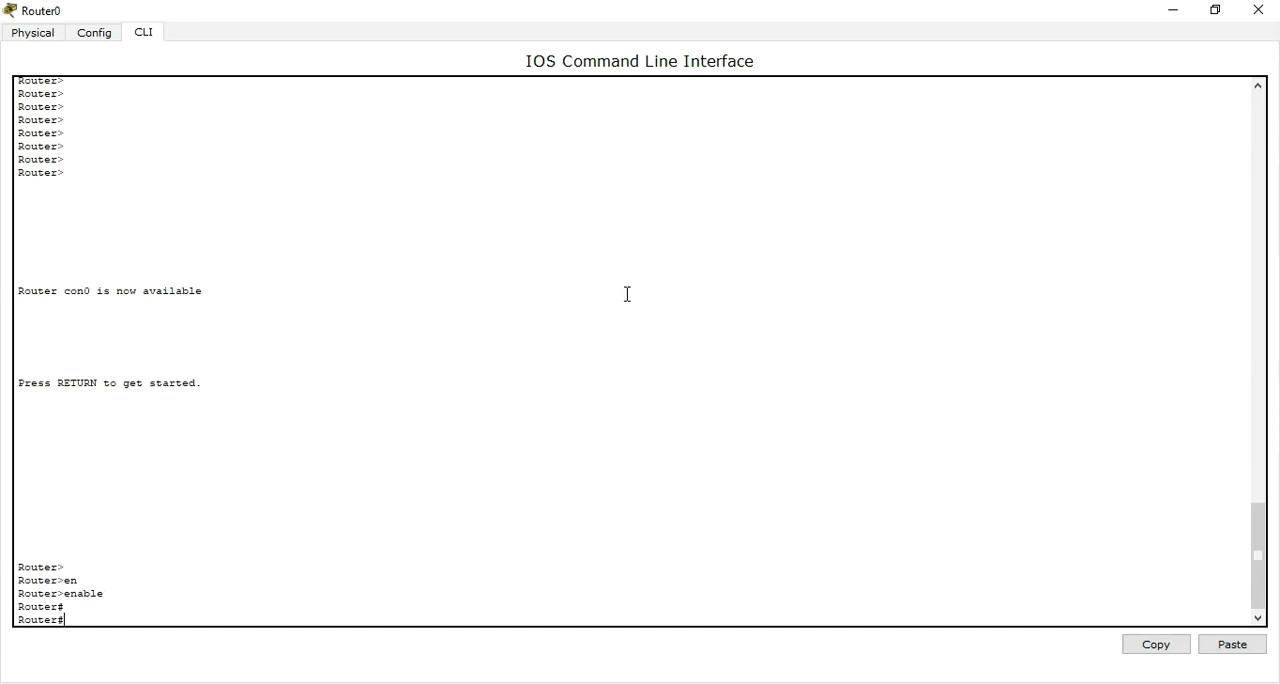 Router0
Physical Config CLI
IOS Command Line Interface
Router>
Router>
Router>
Router>
Router>
Router>
Router>
Router>
Router con0 is now available
Press RETURN to get started.
Router>
Router>en
Router>enable
Router#
Router#
Copy Paste